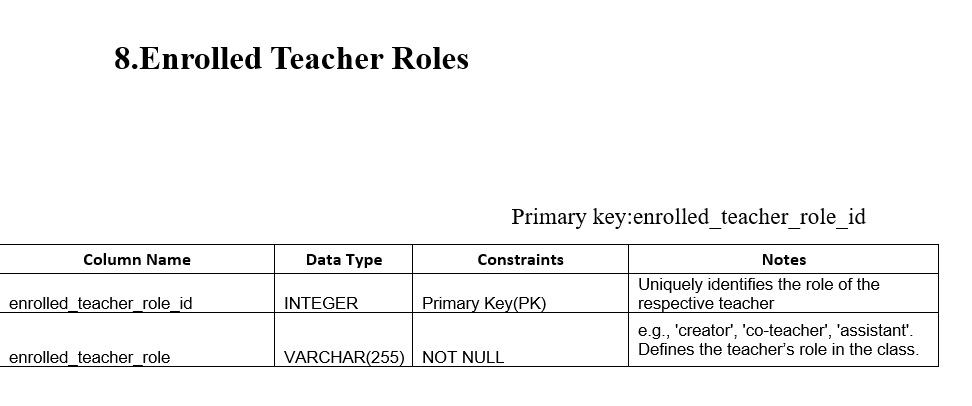 8.Enrolled Teacher Roles
Primary key:enrolled_teacher_role_id
Column Name Data Type Constraints Notes
enrolled_teacher_role_id INTEGER Primary Key(PK) Uniquely identifies the role of the
respective teacher
enrolled_teacher_role VARCHAR(255) NOT NULL e.g., 'creator', 'co-teacher', 'assistant'.
Defines the teacher’s role in the class.